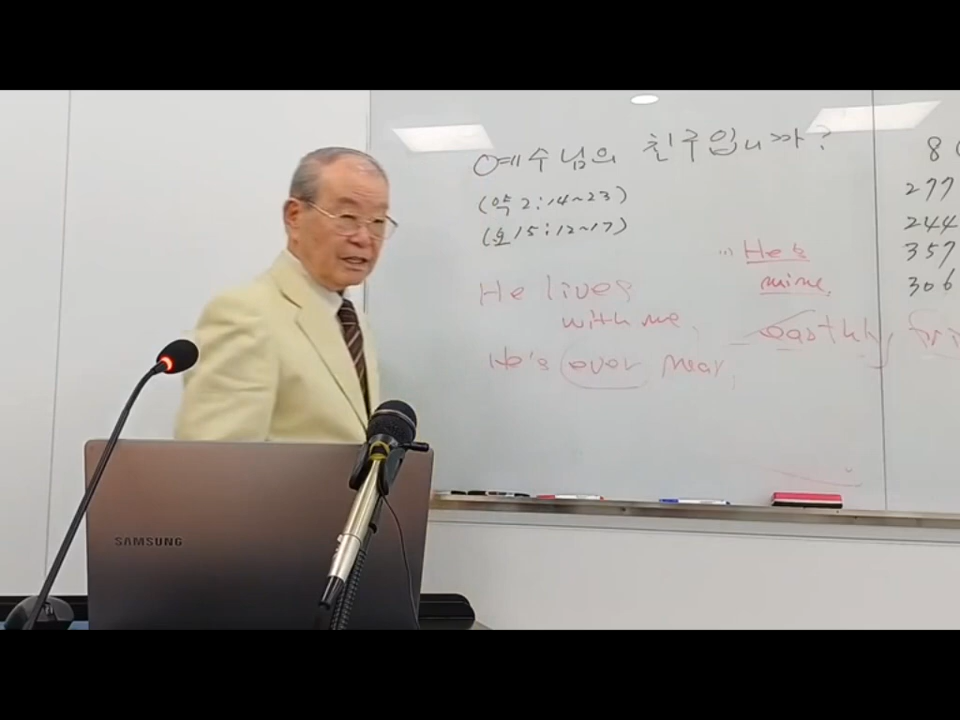 예수님의 친구입니까?
(약 2:14~23)
(요 15:12~17)
He lives
with me.
He's ever near,
... He's
mine,
earthly
80
277
244
357
306
SAMSUNG